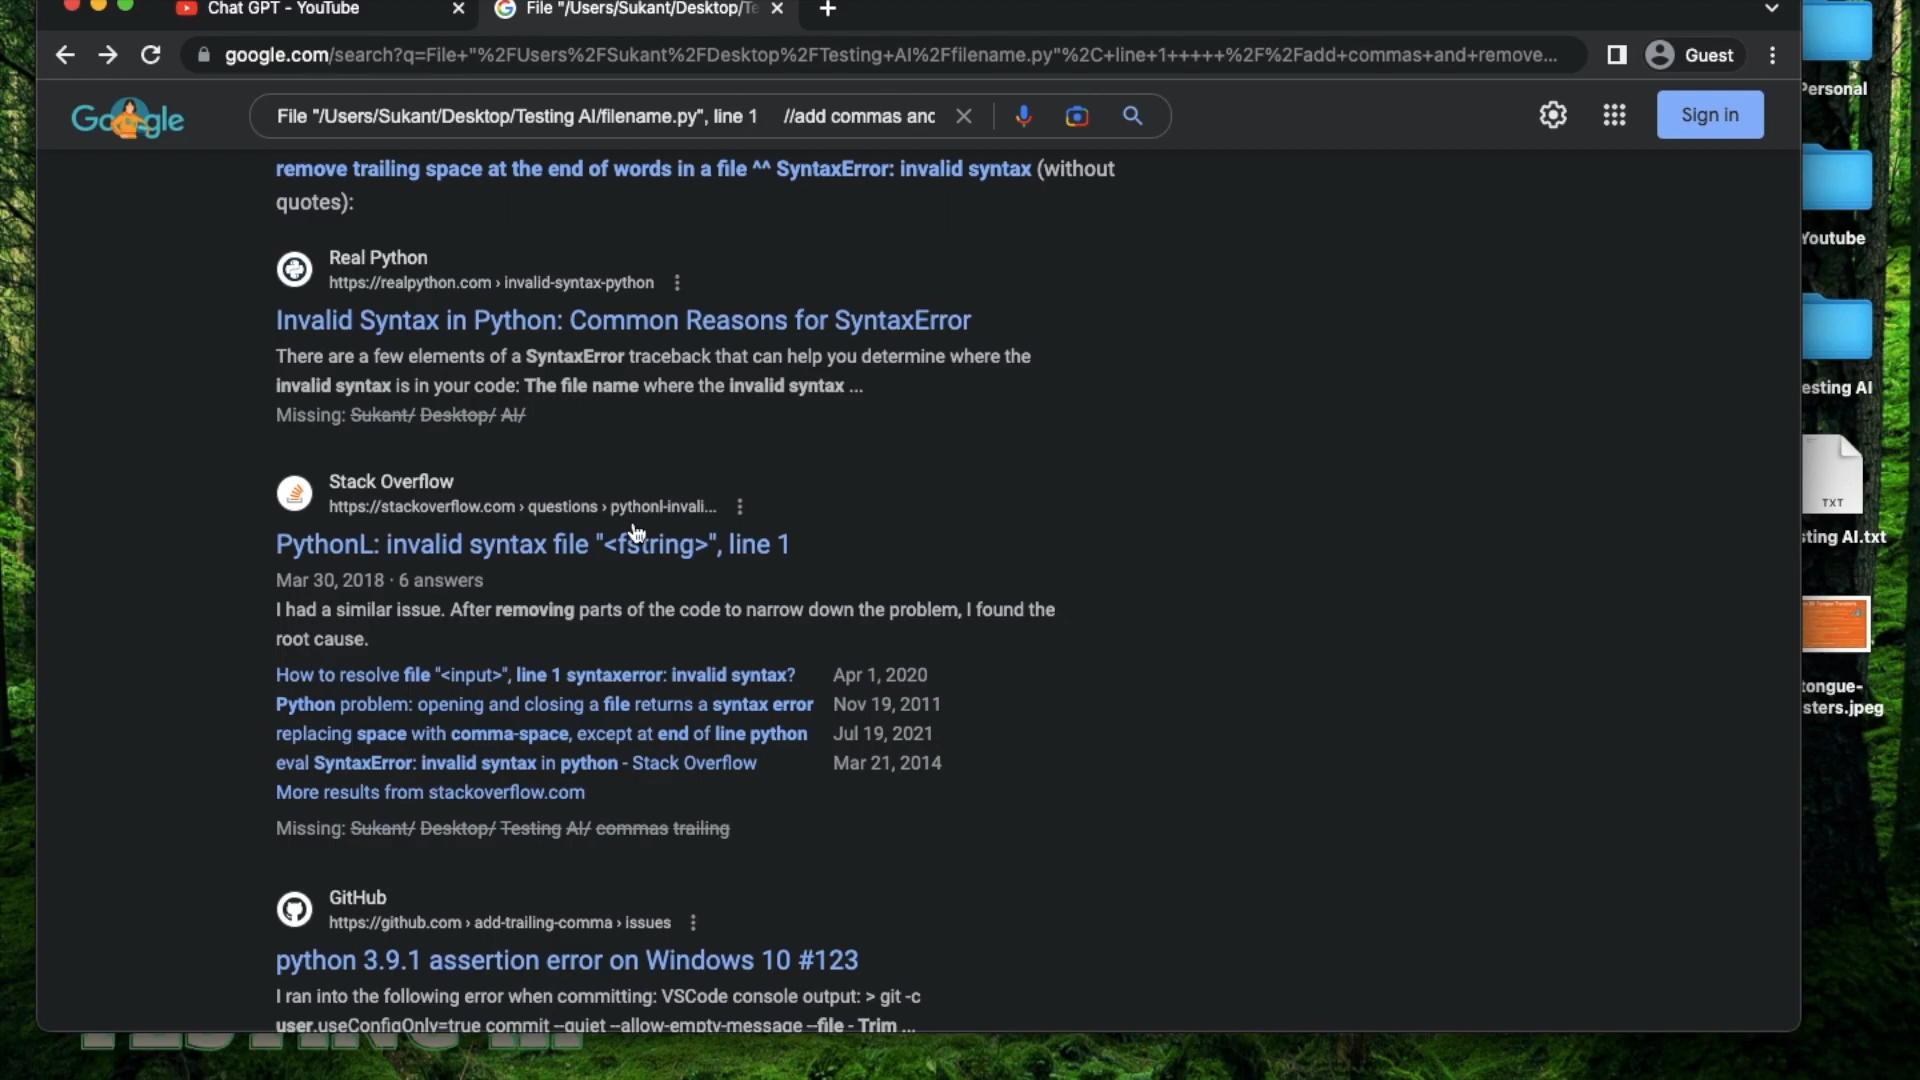 Chat GPT - YouTube
File "/Users/Sukant/Desktop/Te
google.com/search?q=File+"%2FUsers%2FSukant%2FDesktop%2FTesting+AI%2Ffilename.py"%2C+line+1+++++%2F%2Fadd+commas+and+remove...
Guest
Google
File "/Users/Sukant/Desktop/Testing AI/filename.py", line 1 //add commas anc
Sign in
remove trailing space at the end of words in a file ^^ SyntaxError: invalid syntax (without
quotes):
Real Python
https://realpython.com › invalid-syntax-python
Invalid Syntax in Python: Common Reasons for SyntaxError
There are a few elements of a SyntaxError traceback that can help you determine where the
invalid syntax is in your code: The file name where the invalid syntax ...
Missing: Sukant/ Desktop/ AI/
Stack Overflow
https://stackoverflow.com › questions › pythonl-invali...
PythonL: invalid syntax file "<fstring>", line 1
Mar 30, 2018 · 6 answers
I had a similar issue. After removing parts of the code to narrow down the problem, I found the
root cause.
How to resolve file "<input>", line 1 syntaxerror: invalid syntax? Apr 1, 2020
Python problem: opening and closing a file returns a syntax error Nov 19, 2011
replacing space with comma-space, except at end of line python Jul 19, 2021
eval SyntaxError: invalid syntax in python - Stack Overflow Mar 21, 2014
More results from stackoverflow.com
Missing: Sukant/ Desktop/ Testing AI/ commas trailing
GitHub
https://github.com › add-trailing-comma › issues
python 3.9.1 assertion error on Windows 10 #123
I ran into the following error when committing: VSCode console output: > git -c
user.useConfigOnly=true commit --quiet --allow-empty-message --file - Trim ...
Personal
Youtube
esting AI
TXT
sting AI.txt
tongue-
sters.jpeg